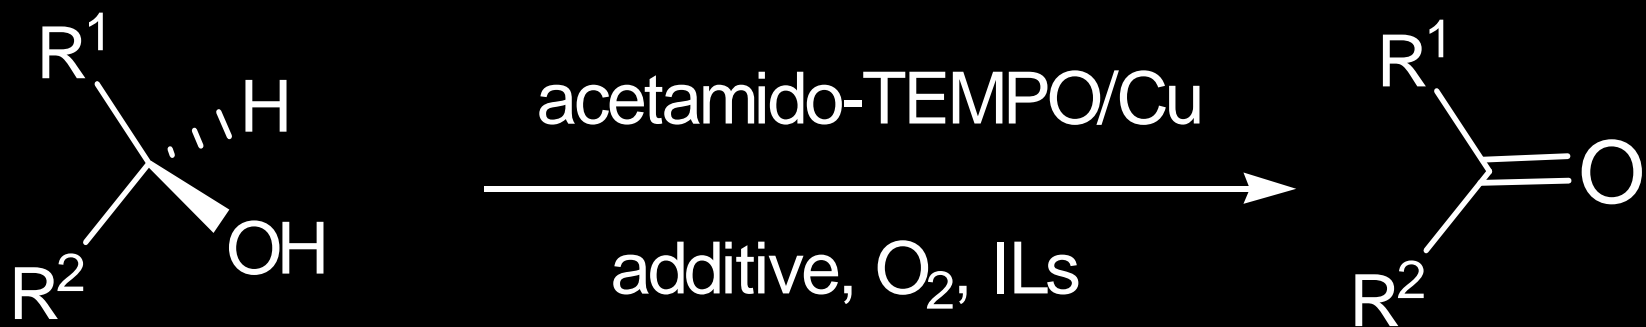 R¹
H
OH
R²
acetamido-TEMPO/Cu
additive, O₂, ILs
R¹
O
R²